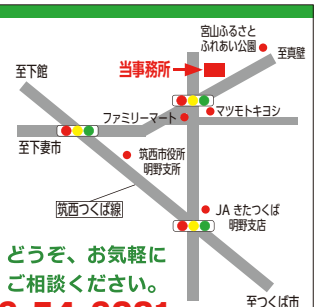 宮山ふるさと
ふれあい公園
至真壁
至下館
当事務所
ファミリーマート
マツモトキヨシ
至下妻市
筑西市役所
明野支所
筑西つくば線
JA きたつくば
明野支店
どうぞ、お気軽に
ご相談ください。
至つくば市